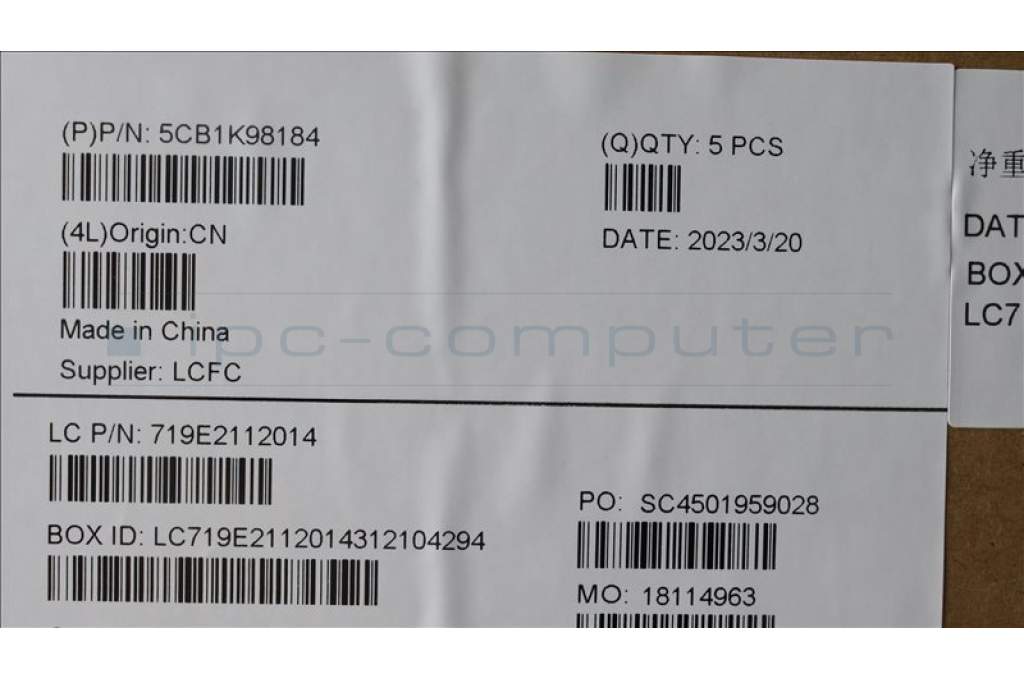 (P)P/N: 5CB1K98184
(Q)QTY: 5 PCS
(4L)Origin:CN
DATE: 2023/3/20
Made in China
Supplier: LCFC
ipc-computer
LC P/N: 719E2112014
PO: SC4501959028
BOX ID: LC719E2112014312104294
MO: 18114963
净重
DAT
BOX
LC7